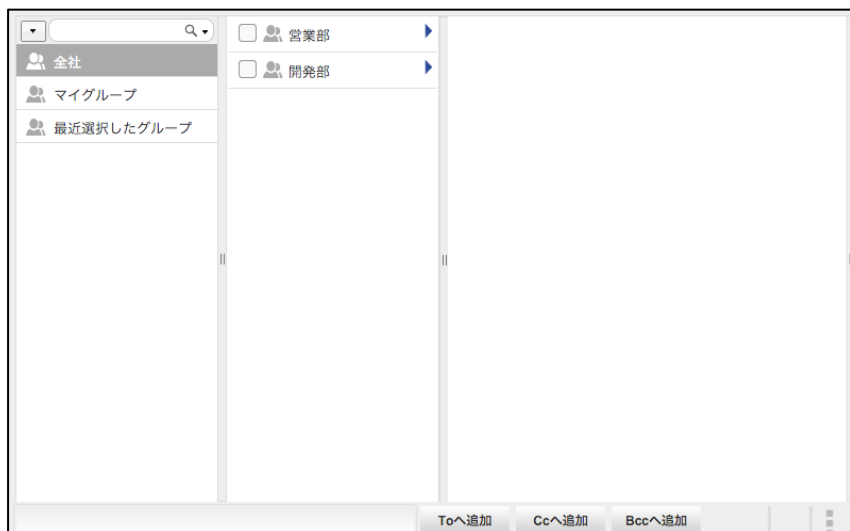 全社
マイグループ
最近選択したグループ
営業部
開発部
Toへ追加
Ccへ追加
Bccへ追加